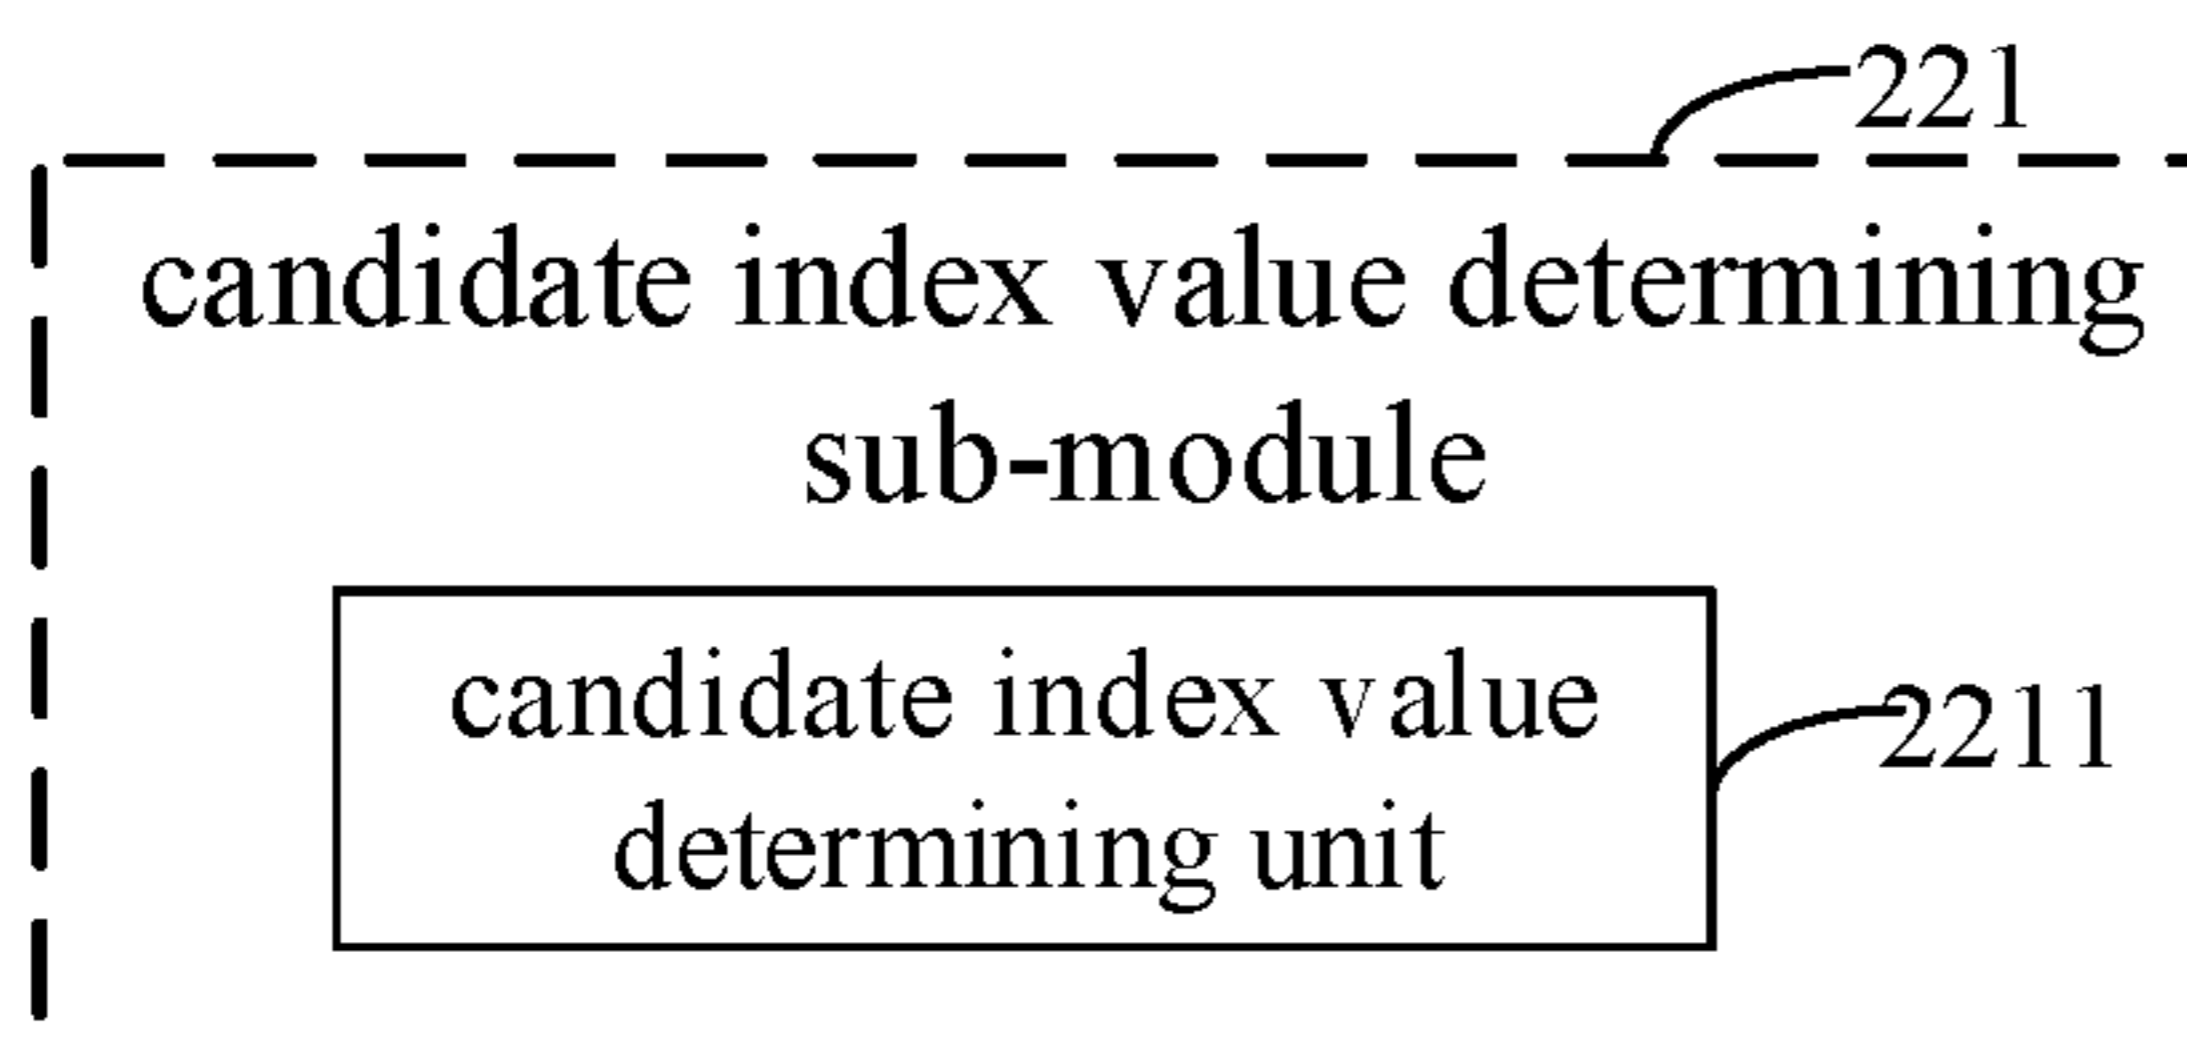 221
candidate index value determining
sub-module
candidate index value
determining unit
2211